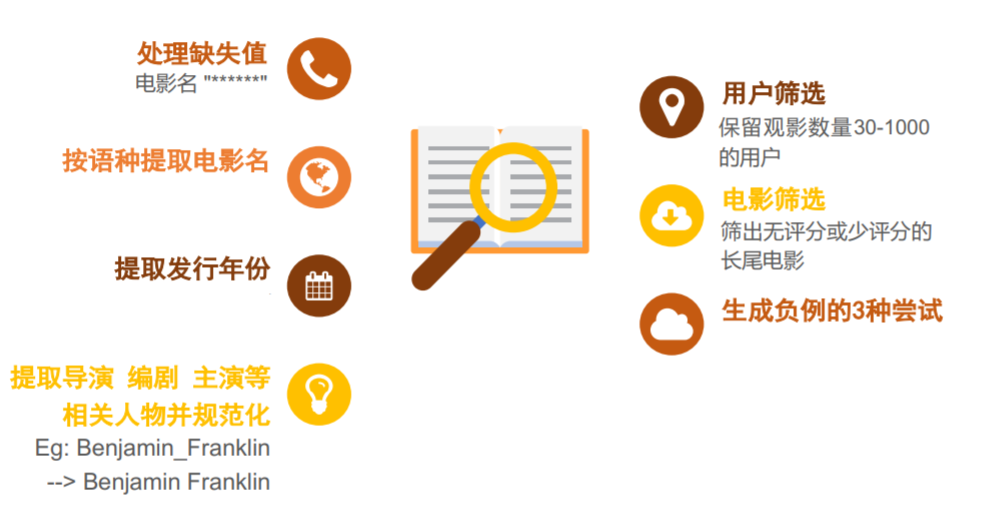 处理缺失值
电影名 "******"
按语种提取电影名
提取发行年份
提取导演 编剧 主演等
相关人物并规范化
Eg: Benjamin_Franklin
--> Benjamin Franklin
用户筛选
保留观影数量30-1000
的用户
电影筛选
筛出无评分或少评分的
长尾电影
生成负例的3种尝试